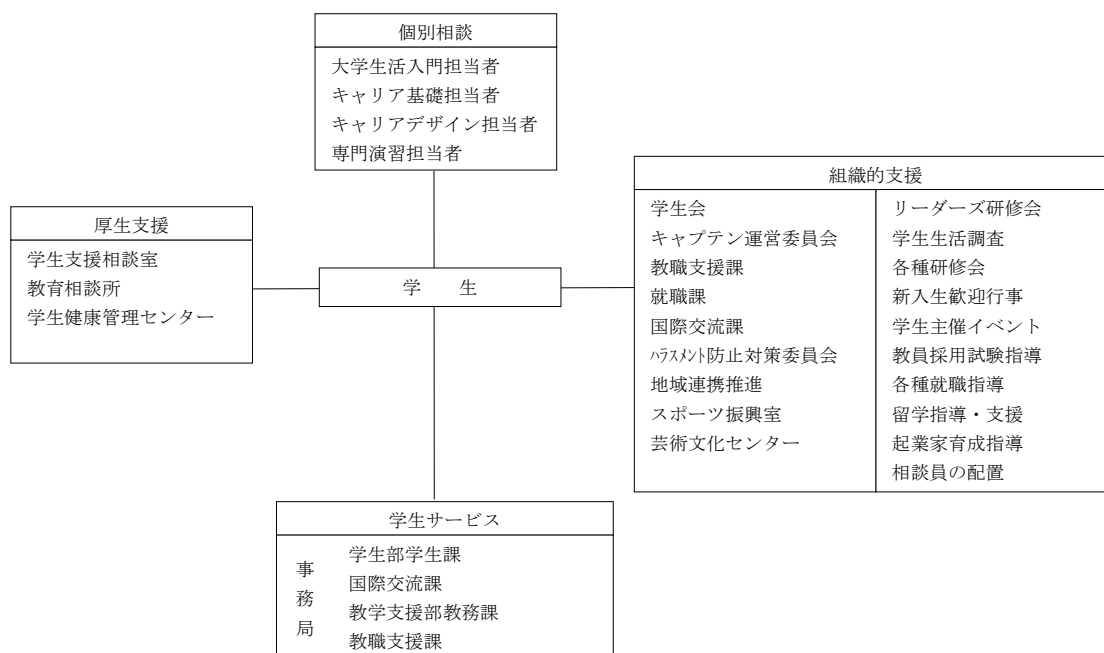 個別相談
大学生活入門担当者
キャリア基礎担当者
キャリアデザイン担当者
専門演習担当者
厚生支援
学生支援相談室
教育相談所
学生健康管理センター
学　生
組織的支援
学生会
キャプテン運営委員会
教職支援課
就職課
国際交流課
ﾊﾗｽﾒﾝﾄ防止対策委員会
地域連携推進
スポーツ振興室
芸術文化センター
リーダーズ研修会
学生生活調査
各種研修会
新入生歓迎行事
学生主催イベント
教員採用試験指導
各種就職指導
留学指導・支援
起業家育成指導
相談員の配置
学生サービス
事務局
学生部学生課
国際交流課
教学支援部教務課
教職支援課